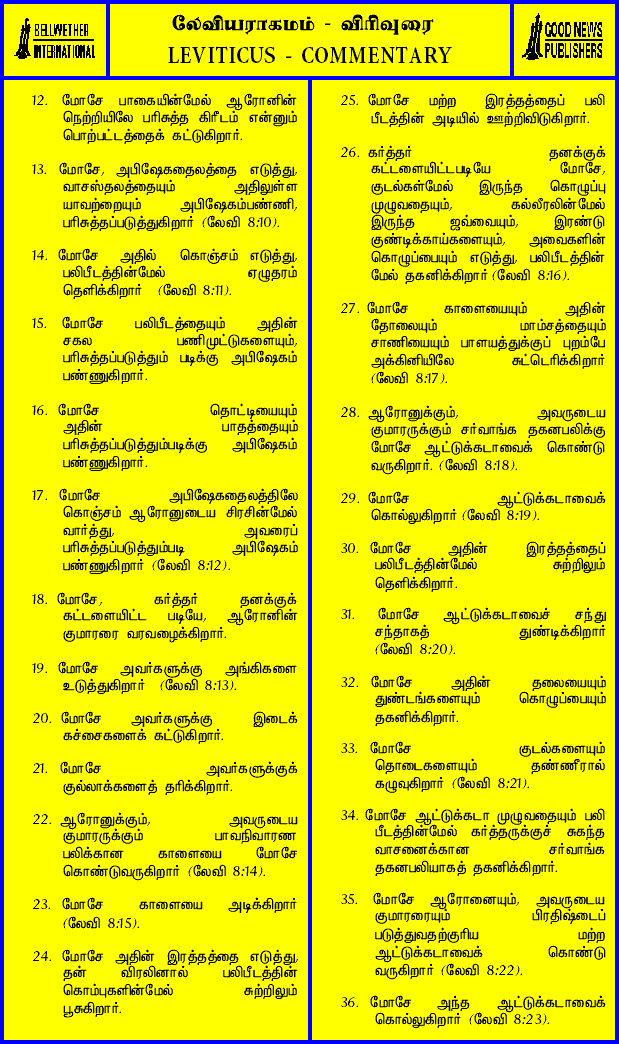 BELLWETHER
INTERNATIONAL
லேவியராகமம் - விரிவுரை
LEVITICUS - COMMENTARY
GOOD NEWS
PUBLISHERS
12. மோசே பாகையின்மேல் ஆரோனின்
நெற்றியிலே பரிசுத்த கிரீடம் என்னும்
பொற்பட்டத்தைக் கட்டுகிறார்.
13. மோசே, அபிஷேகதைலத்தை எடுத்து,
வாசஸ்தலத்தையும் அதிலுள்ள
யாவற்றையும் அபிஷேகம்பண்ணி,
பரிசுத்தப்படுத்துகிறார் (லேவி 8:10).
14. மோசே அதில் கொஞ்சம் எடுத்து,
பலிபீடத்தின்மேல் ஏழுதரம்
தெளிக்கிறார் (லேவி 8:11).
15. மோசே பலிபீடத்தையும் அதின்
சகல பணிமுட்டுகளையும்,
பரிசுத்தப்படுத்தும் படிக்கு அபிஷேகம்
பண்ணுகிறார்.
16. மோசே தொட்டியையும்
அதின் பாதத்தையும்
பரிசுத்தப்படுத்தும்படிக்கு அபிஷேகம்
பண்ணுகிறார்.
17. மோசே அபிஷேகதைலத்திலே
கொஞ்சம் ஆரோனுடைய சிரசின்மேல்
வார்த்து, அவரைப்
பரிசுத்தப்படுத்தும்படி அபிஷேகம்
பண்ணுகிறார் (லேவி 8:12).
18. மோசே, கர்த்தர் தனக்குக்
கட்டளையிட்ட படியே, ஆரோனின்
குமாரரை வரவழைக்கிறார்.
19. மோசே அவர்களுக்கு அங்கிகளை
உடுத்துகிறார் (லேவி 8:13).
20. மோசே அவர்களுக்கு இடைக்
கச்சைகளைக் கட்டுகிறார்.
21. மோசே அவர்களுக்குக்
குல்லாக்களைத் தரிக்கிறார்.
22. ஆரோனுக்கும், அவருடைய
குமாரருக்கும் பாவநிவாரண
பலிக்கான காளையை மோசே
கொண்டுவருகிறார் (லேவி 8:14).
23. மோசே காளையை அடிக்கிறார்
(லேவி 8:15).
24. மோசே அதின் இரத்தத்தை எடுத்து,
தன் விரலினால் பலிபீடத்தின்
கொம்புகளின்மேல் சுற்றிலும்
பூசுகிறார்.
25. மோசே மற்ற இரத்தத்தைப் பலி
பீடத்தின் அடியில் ஊற்றிவிடுகிறார்.
26. கர்த்தர் தனக்குக்
கட்டளையிட்டபடியே மோசே,
குடல்கள்மேல் இருந்த கொழுப்பு
முழுவதையும், கல்லீரலின்மேல்
இருந்த ஜவ்வையும், இரண்டு
குண்டிக்காய்களையும், அவைகளின்
கொழுப்பையும் எடுத்து, பலிபீடத்தின்
மேல் தகனிக்கிறார் (லேவி 8:16).
27. மோசே காளையையும் அதின்
தோலையும் மாம்சத்தையும்
சாணியையும் பாளயத்துக்குப் புறம்பே
அக்கினியிலே சுட்டெரிக்கிறார்
(லேவி 8:17).
28. ஆரோனுக்கும், அவருடைய
குமாரருக்கும் சர்வாங்க தகனபலிக்கு
மோசே ஆட்டுக்கடாவைக் கொண்டு
வருகிறார். (லேவி 8:18).
29. மோசே ஆட்டுக்கடாவைக்
கொல்லுகிறார் (லேவி 8:19).
30. மோசே அதின் இரத்தத்தைப்
பலிபீடத்தின்மேல் சுற்றிலும்
தெளிக்கிறார்.
31. மோசே ஆட்டுக்கடாவைச் சந்து
சந்தாகத் துண்டிக்கிறார்
(லேவி 8:20).
32. மோசே அதின் தலையையும்
துண்டங்களையும் கொழுப்பையும்
தகனிக்கிறார்.
33. மோசே குடல்களையும்
தொடைகளையும் தண்ணீரால்
கழுவுகிறார் (லேவி 8:21).
34. மோசே ஆட்டுக்கடா முழுவதையும் பலி
பீடத்தின்மேல் கர்த்தருக்குச் சுகந்த
வாசனைக்கான சர்வாங்க
தகனபலியாகத் தகனிக்கிறார்.
35. மோசே ஆரோனையும், அவருடைய
குமாரரையும் பிரதிஷ்டைப்
படுத்துவதற்குரிய மற்ற
ஆட்டுக்கடாவைக் கொண்டு
வருகிறார் (லேவி 8:22).
36. மோசே அந்த ஆட்டுக்கடாவைக்
கொல்லுகிறார் (லேவி 8:23).